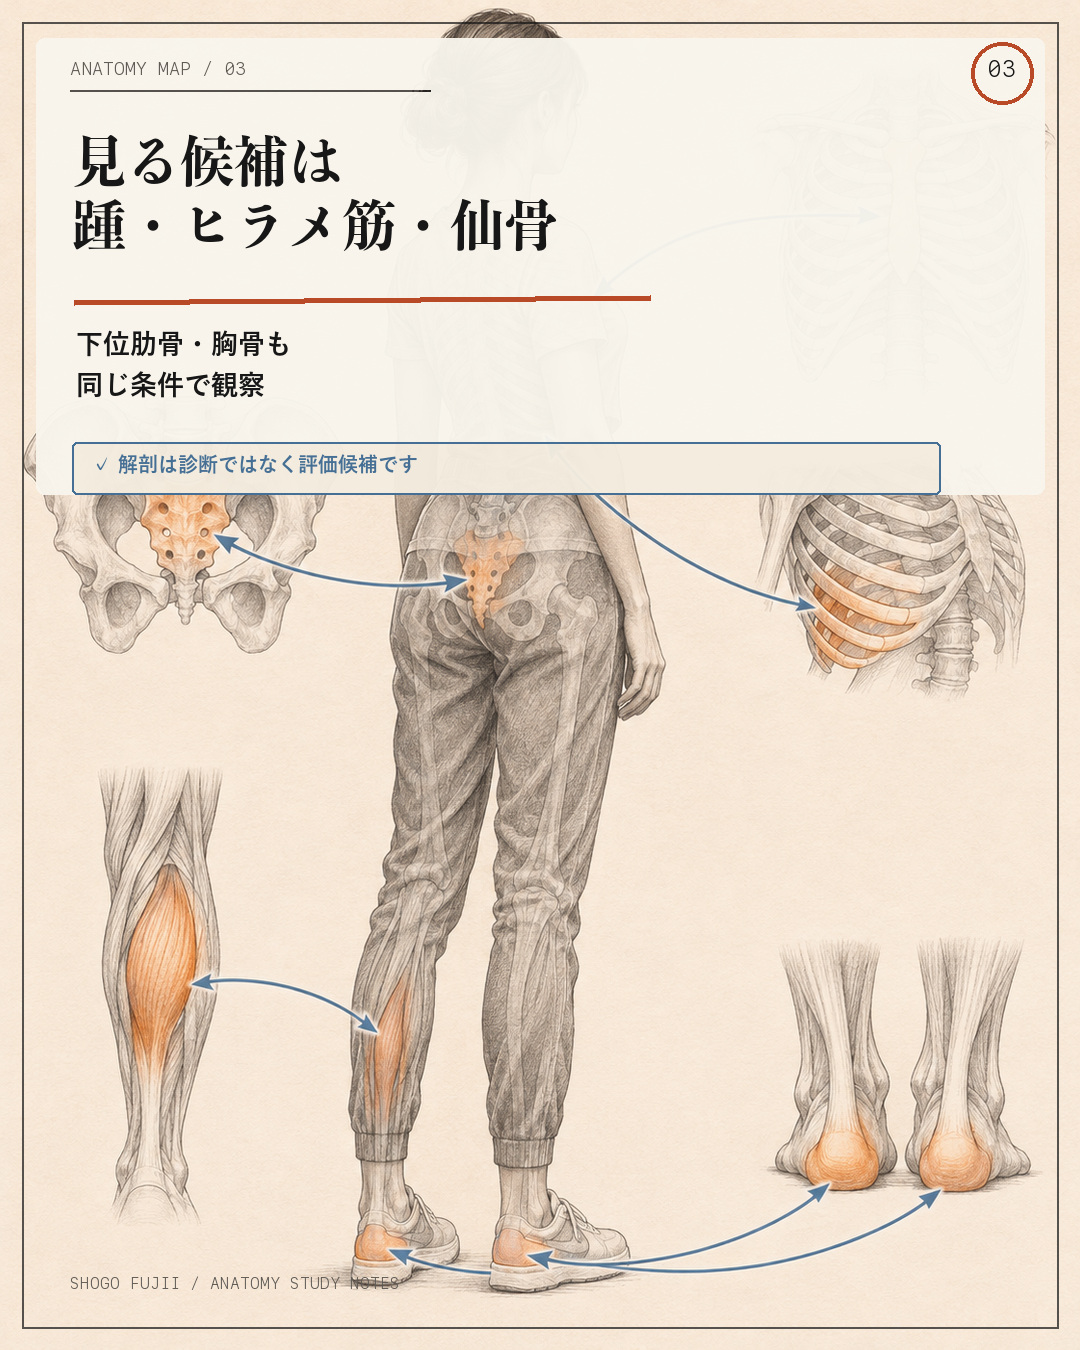 ANATOMY MAP / 03
03
見る候補は
踵・ヒラメ筋・仙骨
下位肋骨・胸骨も
同じ条件で観察
✓ 解剖は診断ではなく評価候補です
SHOGO FUJII / ANATOMY STUDY NOTES